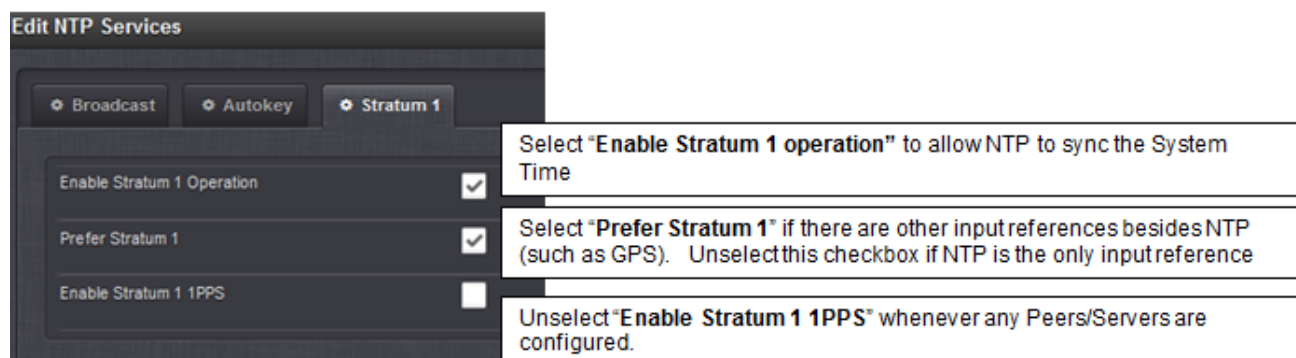 Edit NTP Services
Broadcast
Autokey
Stratum 1
Enable Stratum 1 Operation
Select “Enable Stratum 1 operation” to allow NTP to sync the System
Time
Prefer Stratum 1
Select “Prefer Stratum 1” if there are other input references besides NTP
(such as GPS).   Unselect this checkbox if NTP is the only input reference
Enable Stratum 1 1PPS
Unselect “Enable Stratum 1 1PPS” whenever any Peers/Servers are
configured.